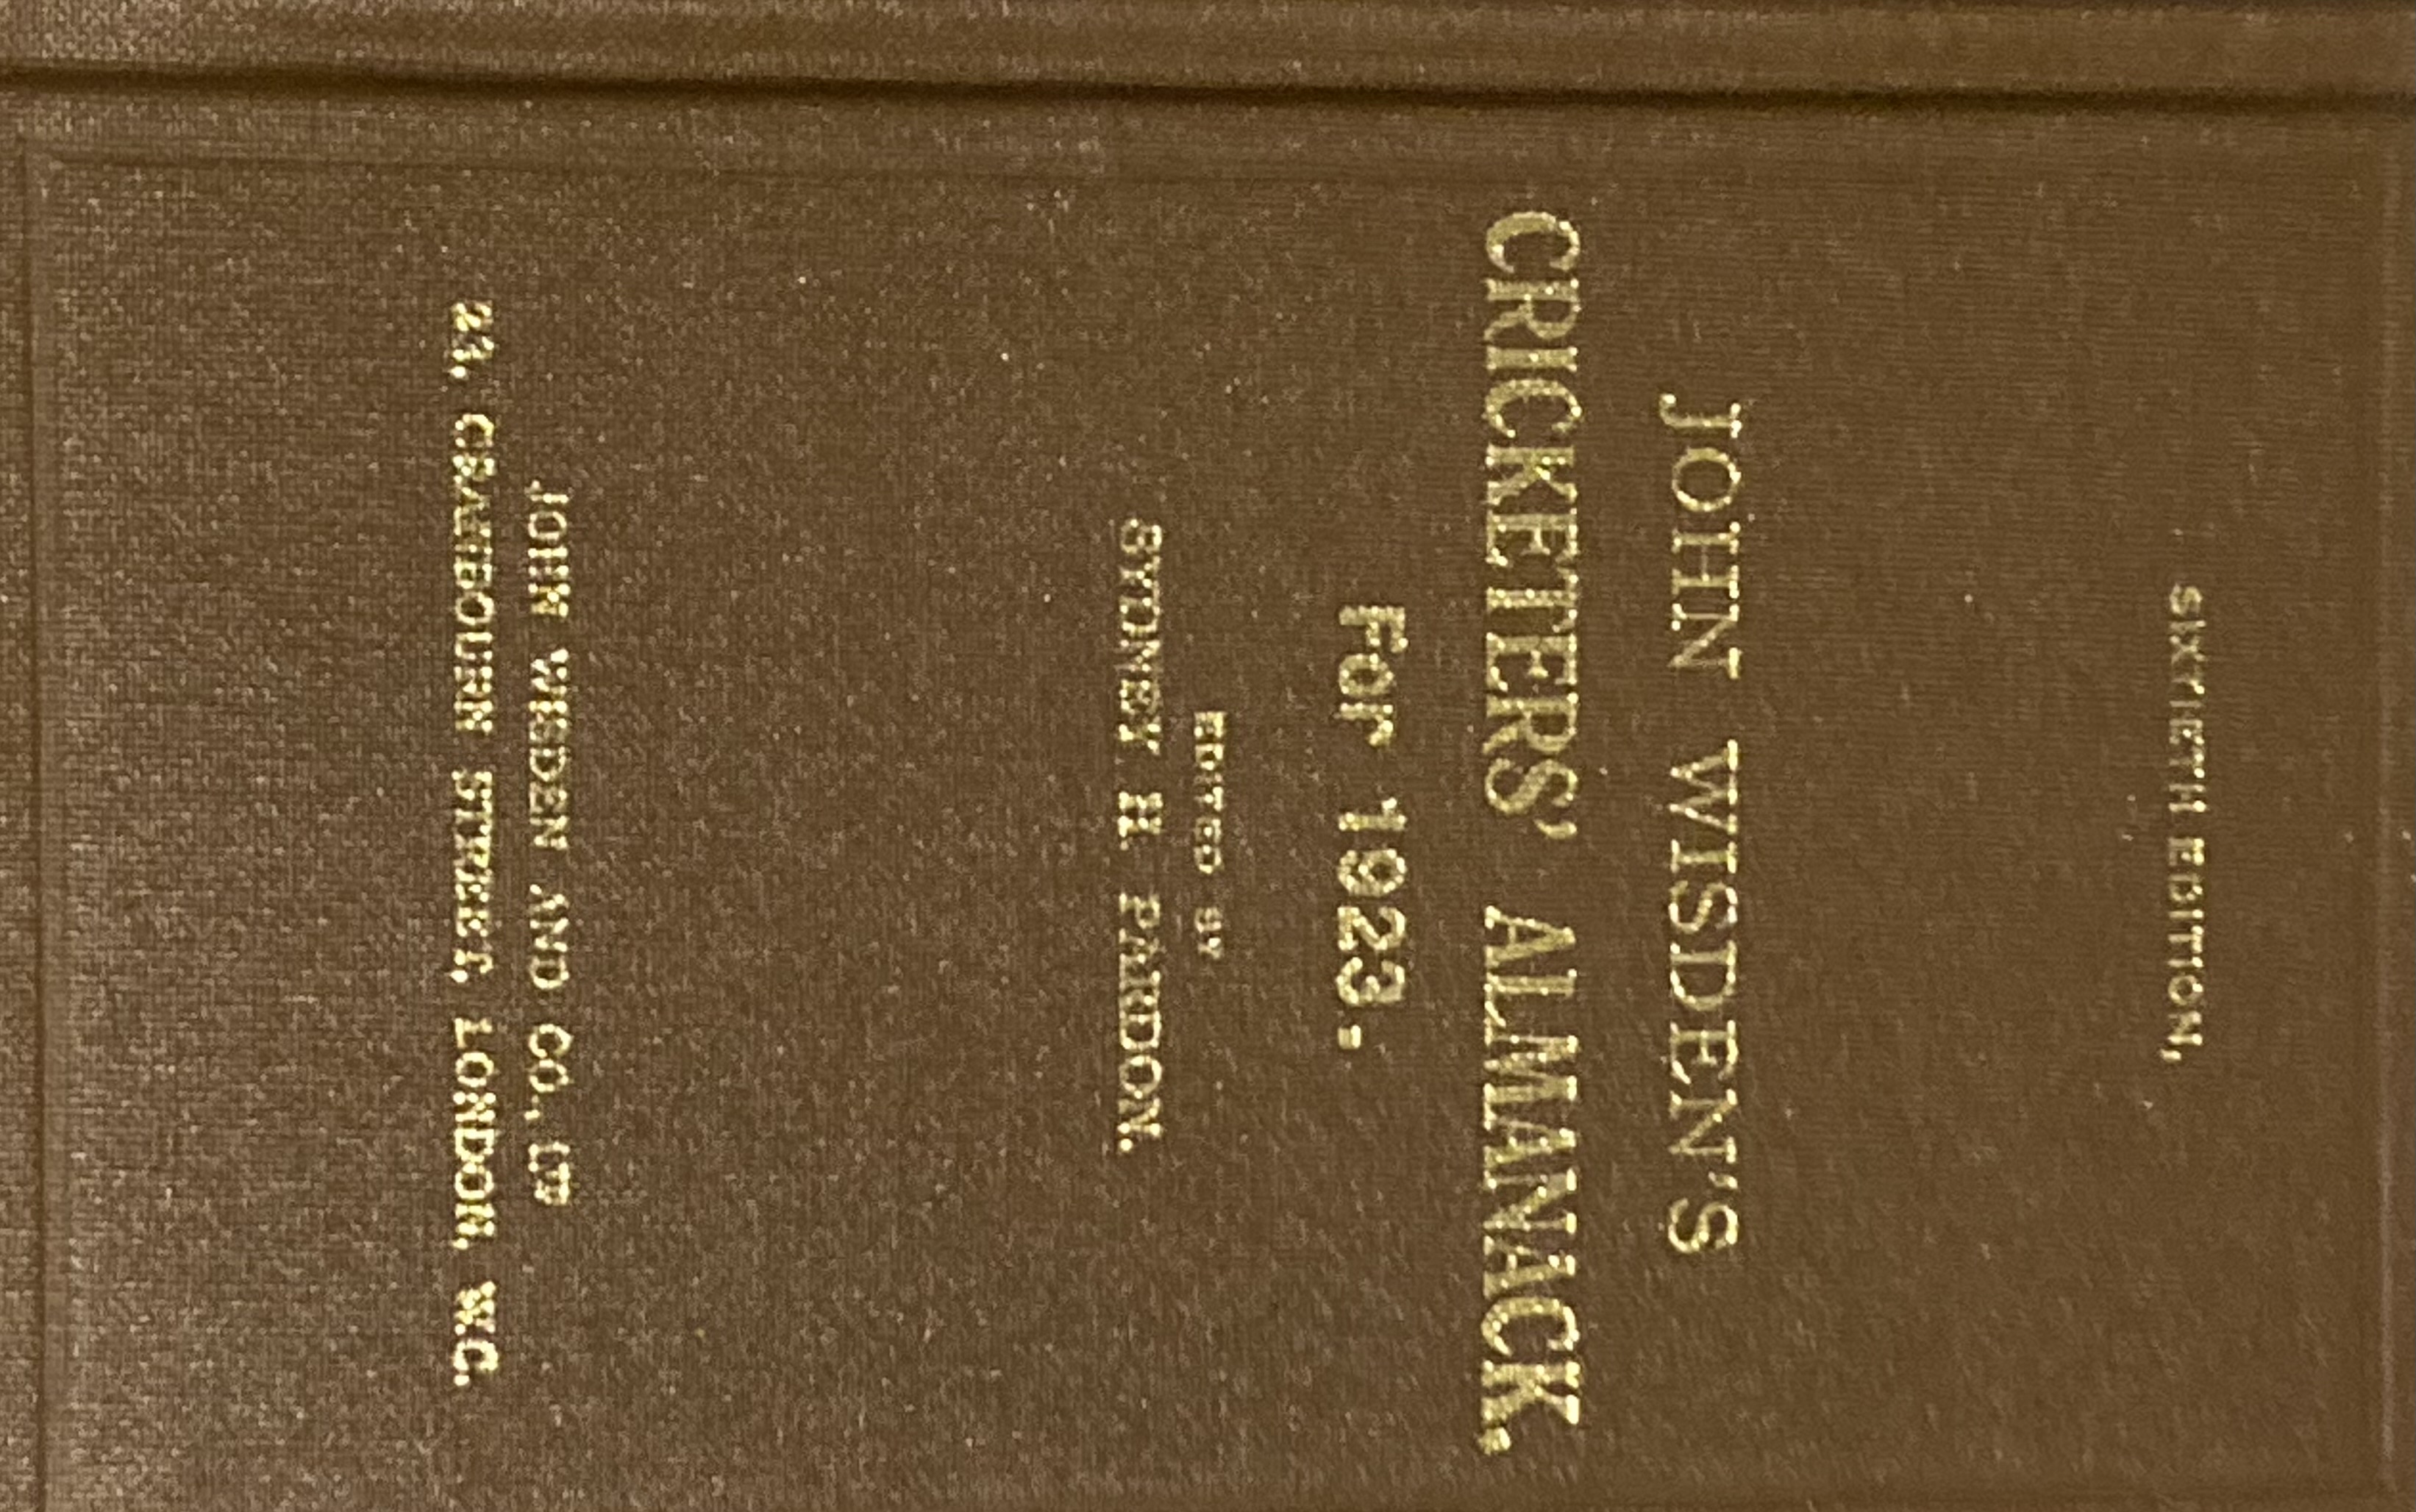 SIXTIETH EDITION,
JOHN WISDEN'S
CRICKETERS' ALMANACK.
For 1923.
EDITED BY
SYDNEY H. PARDON.
JOHN WISDEN AND CO.,
23, CRANBOURN STREET, LONDON, W.C.